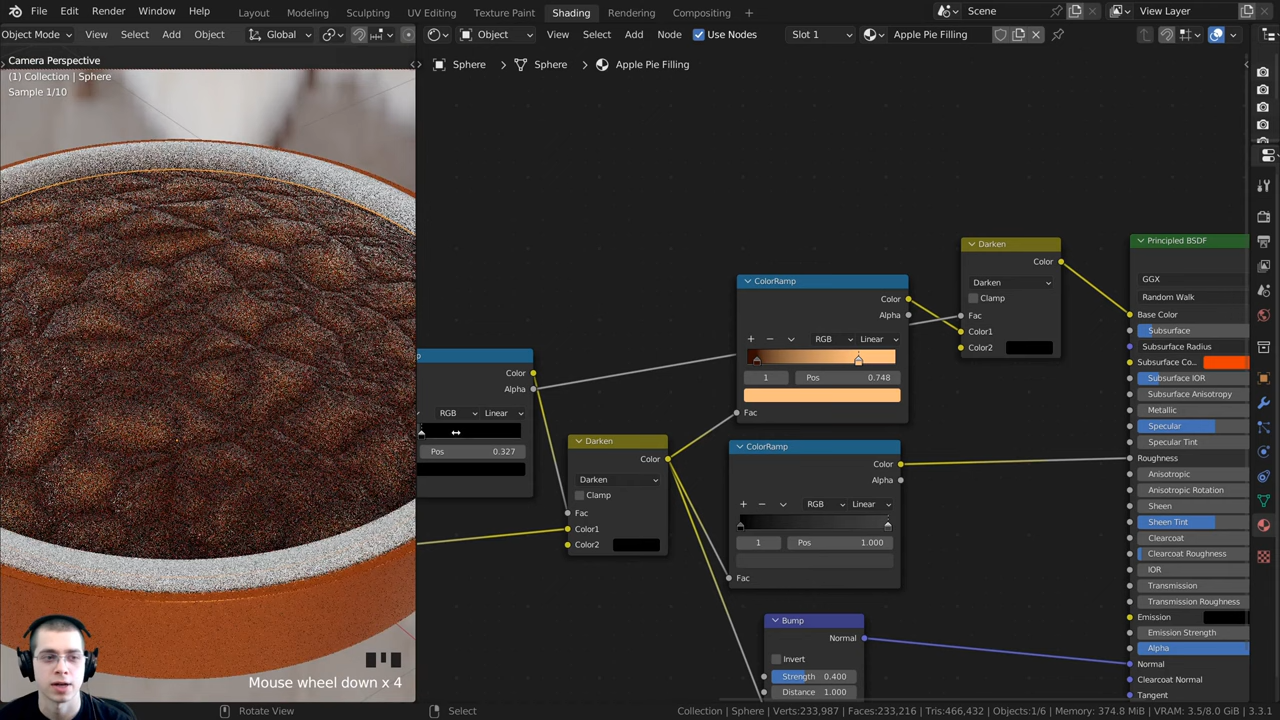 File Edit Render Window Help Layout Modeling Sculpting UV Editing Texture Paint Shading Rendering Compositing Scene View Layer
Object Mode View Select Add Object Global Object View Select Add Node Use Nodes Slot 1 Apple Pie Filling
Camera Perspective
(1) Collection | Sphere
Sample 1/10
Sphere Sphere Apple Pie Filling
Color
Alpha
RGB Linear
Pos 0.327
Darken
Color
Darken
Clamp
Fac
Color1
Color2
ColorRamp
Color
Alpha
RGB Linear
1 Pos 0.748
Fac
ColorRamp
Color
Alpha
RGB Linear
1 Pos 1.000
Fac
Bump
Normal
Invert
Strength 0.400
Distance 1.000
Darken
Color
Darken
Clamp
Fac
Color1
Color2
Principled BSDF
GGX
Random Walk
Base Color
Subsurface
Subsurface Radius
Subsurface Co...
Subsurface IOR
Subsurface Anisotropy
Metallic
Specular
Specular Tint
Roughness
Anisotropic
Anisotropic Rotation
Sheen
Sheen Tint
Clearcoat
Clearcoat Roughness
IOR
Transmission
Transmission Roughness
Emission
Emission Strength
Alpha
Normal
Clearcoat Normal
Tangent
Mouse wheel down x 4
Rotate View Select Collection | Sphere | Verts:233,987 | Faces:233,216 | Tris:466,432 | Objects:1/6 | Memory: 374.8 MiB | VRAM: 3.5/8.0 GiB | 3.3.1